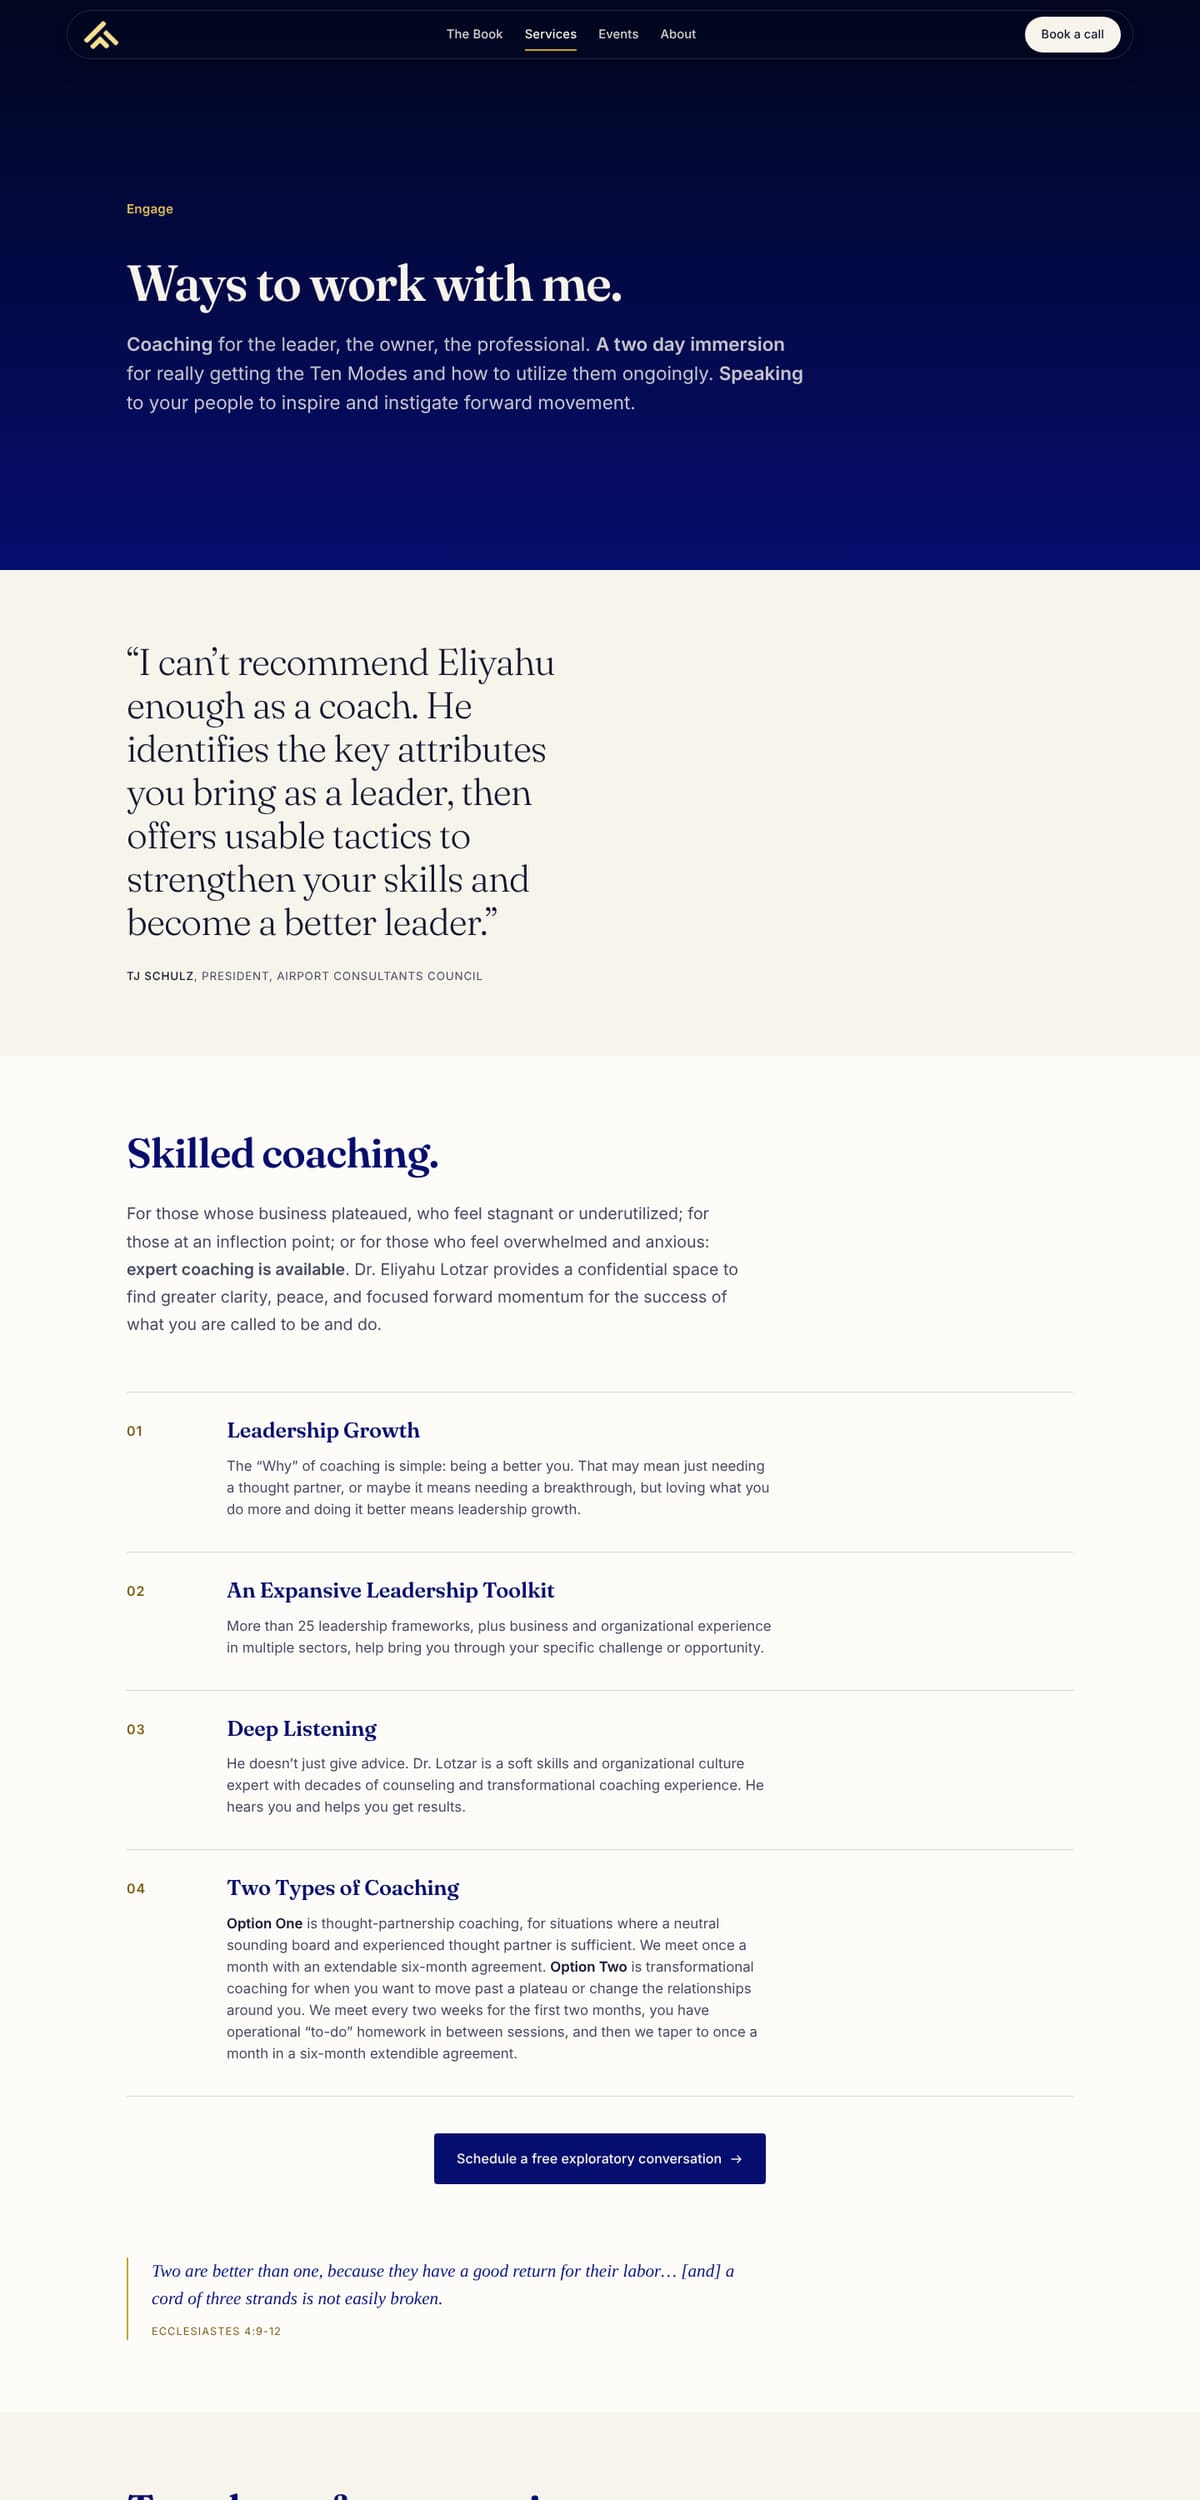 The Book Services Events About Book a call
Engage
Ways to work with me.
Coaching for the leader, the owner, the professional. A two day immersion
for really getting the Ten Modes and how to utilize them ongoingly. Speaking
to your people to inspire and instigate forward movement.
“I can’t recommend Eliyahu
enough as a coach. He
identifies the key attributes
you bring as a leader, then
offers usable tactics to
strengthen your skills and
become a better leader.”
TJ SCHULZ, PRESIDENT, AIRPORT CONSULTANTS COUNCIL
Skilled coaching.
For those whose business plateaued, who feel stagnant or underutilized; for
those at an inflection point; or for those who feel overwhelmed and anxious:
expert coaching is available. Dr. Eliyahu Lotzar provides a confidential space to
find greater clarity, peace, and focused forward momentum for the success of
what you are called to be and do.
01 Leadership Growth
The “Why” of coaching is simple: being a better you. That may mean just needing
a thought partner, or maybe it means needing a breakthrough, but loving what you
do more and doing it better means leadership growth.
02 An Expansive Leadership Toolkit
More than 25 leadership frameworks, plus business and organizational experience
in multiple sectors, help bring you through your specific challenge or opportunity.
03 Deep Listening
He doesn’t just give advice. Dr. Lotzar is a soft skills and organizational culture
expert with decades of counseling and transformational coaching experience. He
hears you and helps you get results.
04 Two Types of Coaching
Option One is thought-partnership coaching, for situations where a neutral
sounding board and experienced thought partner is sufficient. We meet once a
month with an extendable six-month agreement. Option Two is transformational
coaching for when you want to move past a plateau or change the relationships
around you. We meet every two weeks for the first two months, you have
operational “to-do” homework in between sessions, and then we taper to once a
month in a six-month extendible agreement.
Schedule a free exploratory conversation →
Two are better than one, because they have a good return for their labor… [and] a
cord of three strands is not easily broken.
ECCLESIASTES 4:9-12